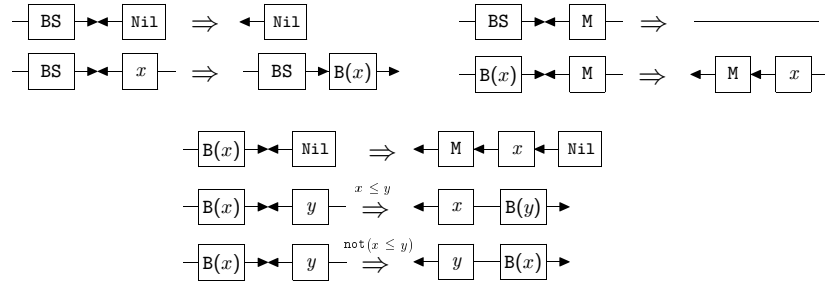 BS Nil ⇒ Nil BS M ⇒
BS x ⇒ BS B(x) B(x) M ⇒ M x
B(x) Nil ⇒ M x Nil
x ≤ y
B(x) y ⇒ x B(y)
not(x ≤ y)
B(x) y ⇒ y B(x)